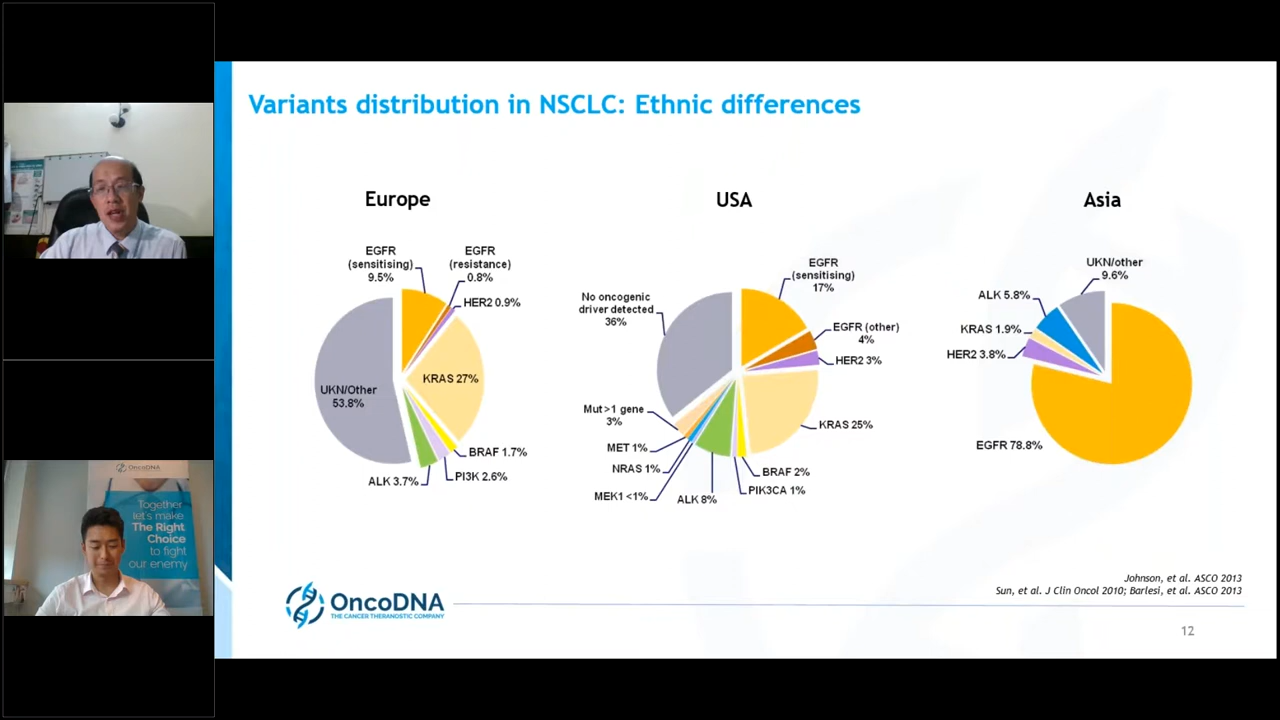 Variants distribution in NSCLC: Ethnic differences
Europe
EGFR
(sensitising)
9.5%
EGFR
(resistance)
0.8%
HER2 0.9%
KRAS 27%
BRAF 1.7%
PI3K 2.6%
ALK 3.7%
UKN/Other
53.8%
USA
EGFR
(sensitising)
17%
EGFR (other)
4%
HER2 3%
KRAS 25%
BRAF 2%
PIK3CA 1%
ALK 8%
MEK1 <1%
NRAS 1%
MET 1%
Mut>1 gene
3%
No oncogenic
driver detected
36%
Asia
UKN/other
9.6%
ALK 5.8%
KRAS 1.9%
HER2 3.8%
EGFR 78.8%
Johnson, et al. ASCO 2013
Sun, et al. J Clin Oncol 2010; Barlesi, et al. ASCO 2013
OncoDNA
THE CANCER THERANOSTIC COMPANY
12
OncoDNA
Together
let's make
The Right
Choice
to fight
our enemy